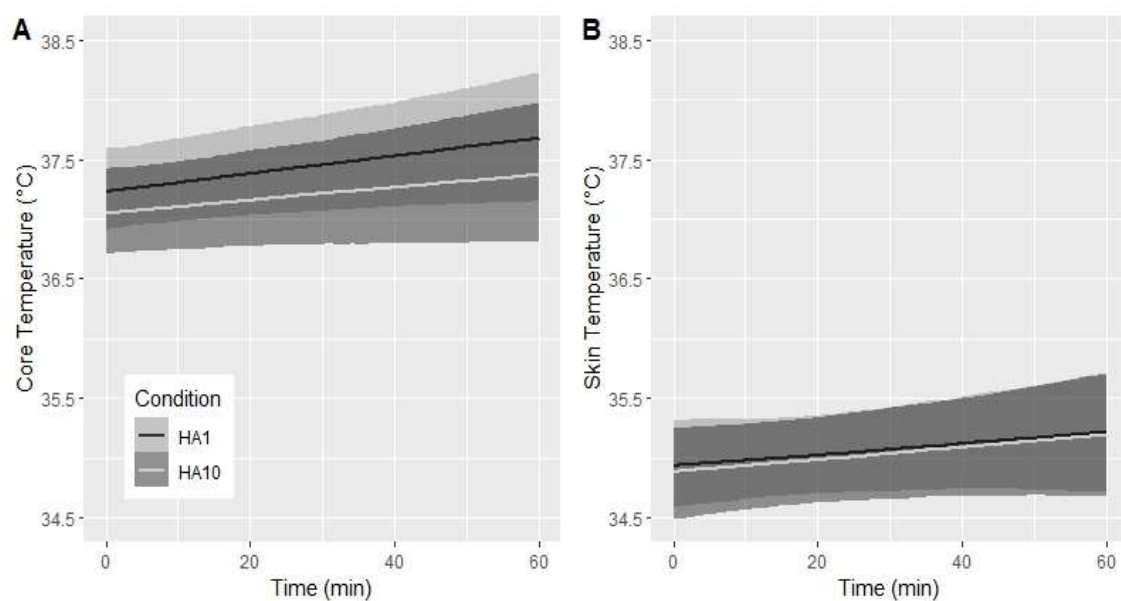 A
38.5
37.5
36.5
35.5
34.5
Core Temperature (°C)
Condition
HA1
HA10
0
20
40
60
Time (min)
B
38.5
37.5
36.5
35.5
34.5
Skin Temperature (°C)
0
20
40
60
Time (min)